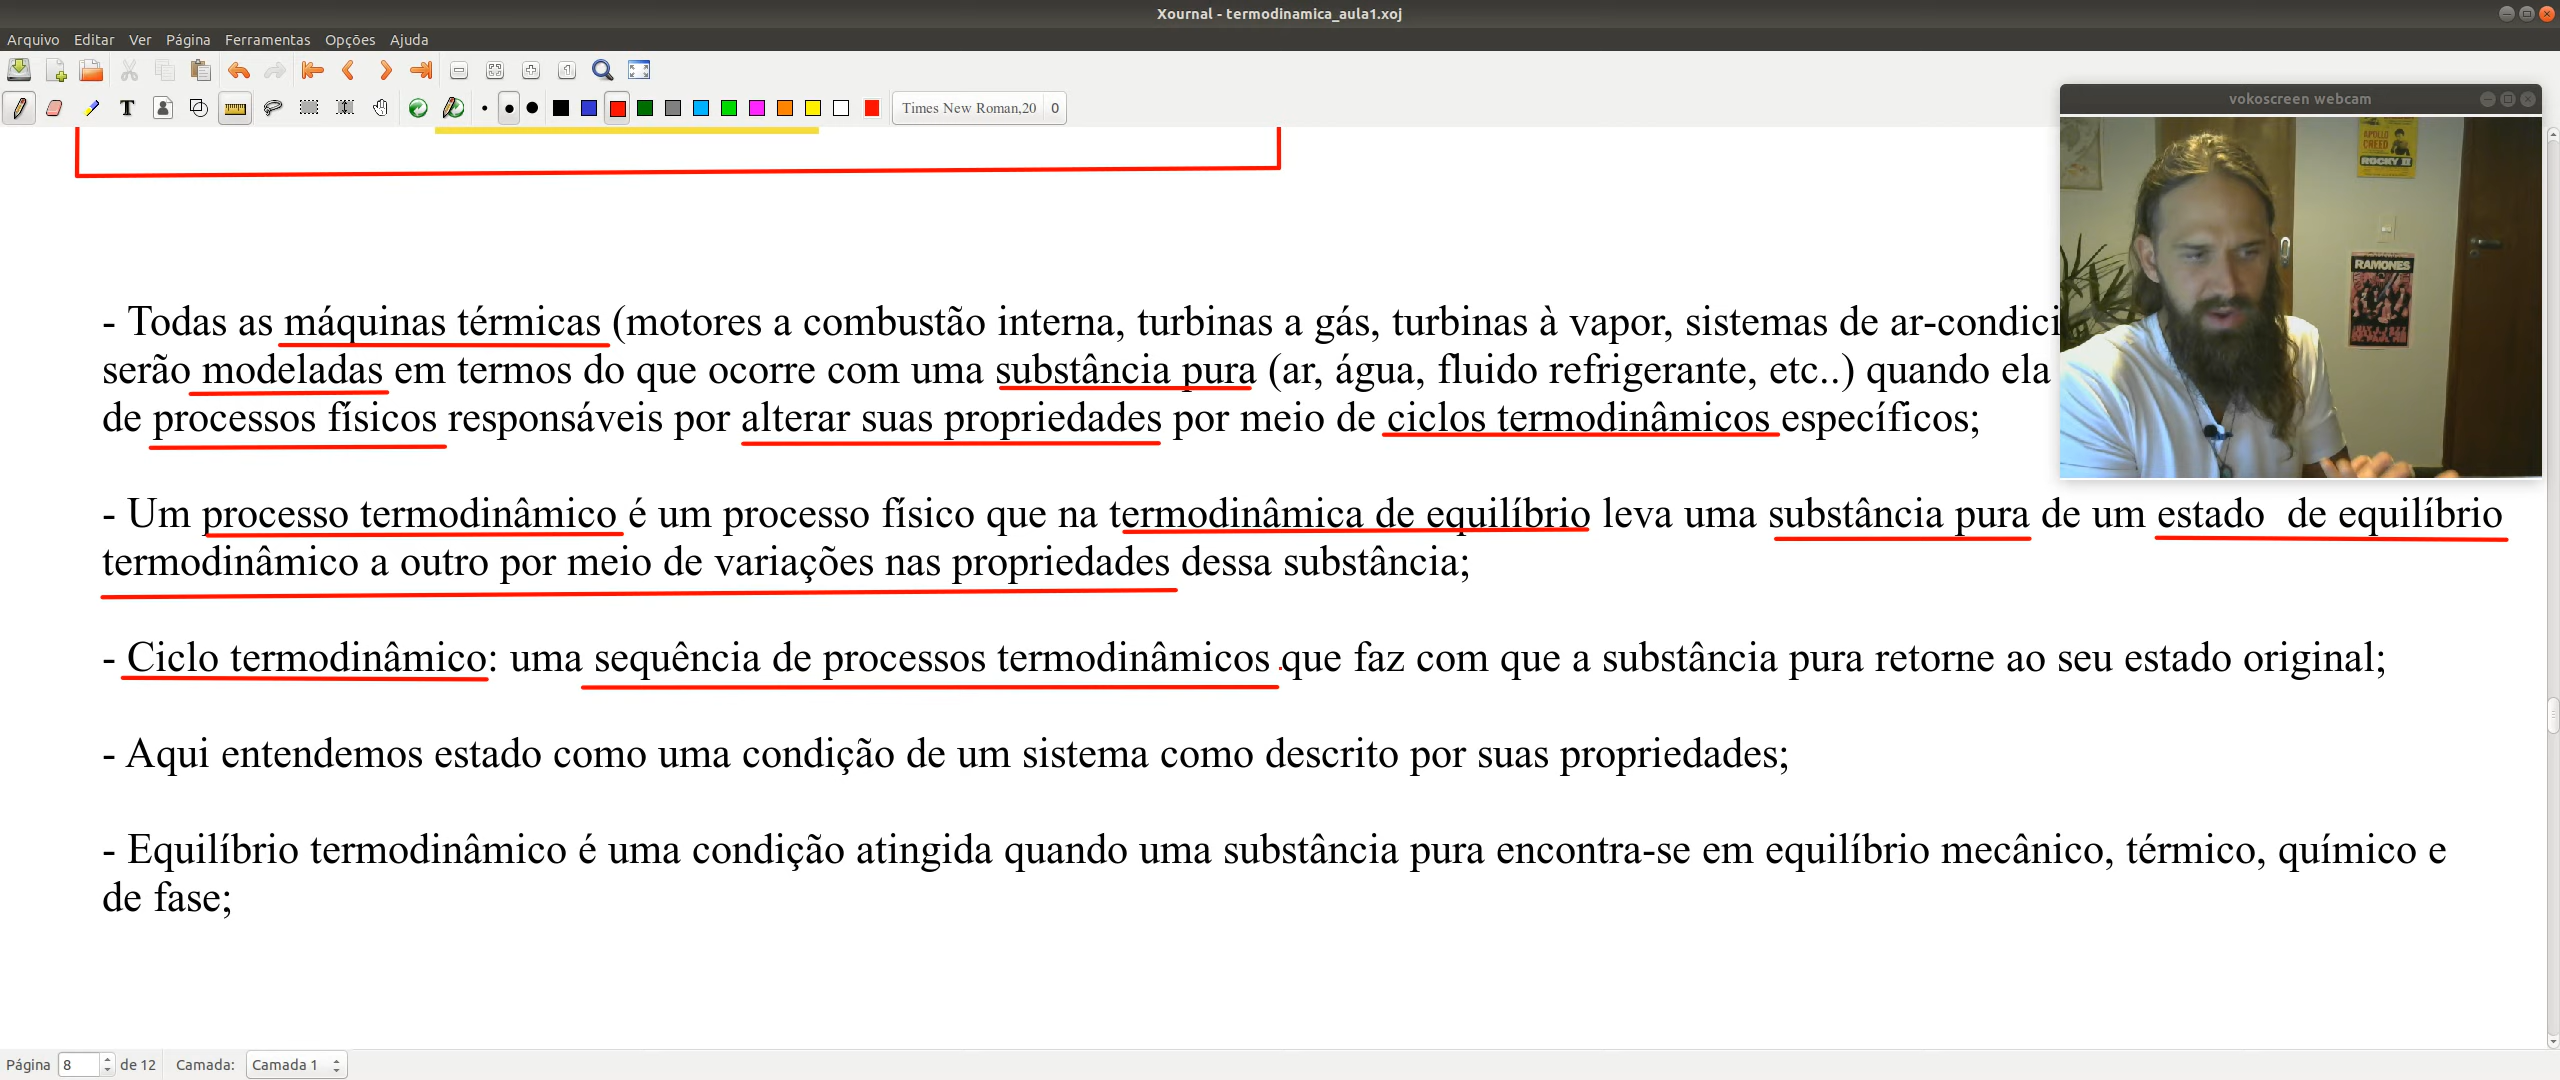 Xournal - termodinamica_aula1.xoj
Arquivo Editar Ver Página Ferramentas Opções Ajuda
Times New Roman,20 0
vokoscreen webcam
APOLLO
CREED
ROCKY II
RAMONES
- Todas as máquinas térmicas (motores a combustão interna, turbinas a gás, turbinas à vapor, sistemas de ar-condici
serão modeladas em termos do que ocorre com uma substância pura (ar, água, fluido refrigerante, etc..) quando ela
de processos físicos responsáveis por alterar suas propriedades por meio de ciclos termodinâmicos específicos;
- Um processo termodinâmico é um processo físico que na termodinâmica de equilíbrio leva uma substância pura de um estado  de equilíbrio
termodinâmico a outro por meio de variações nas propriedades dessa substância;
- Ciclo termodinâmico: uma sequência de processos termodinâmicos que faz com que a substância pura retorne ao seu estado original;
- Aqui entendemos estado como uma condição de um sistema como descrito por suas propriedades;
- Equilíbrio termodinâmico é uma condição atingida quando uma substância pura encontra-se em equilíbrio mecânico, térmico, químico e
de fase;
Página 8 de 12 Camada: Camada 1